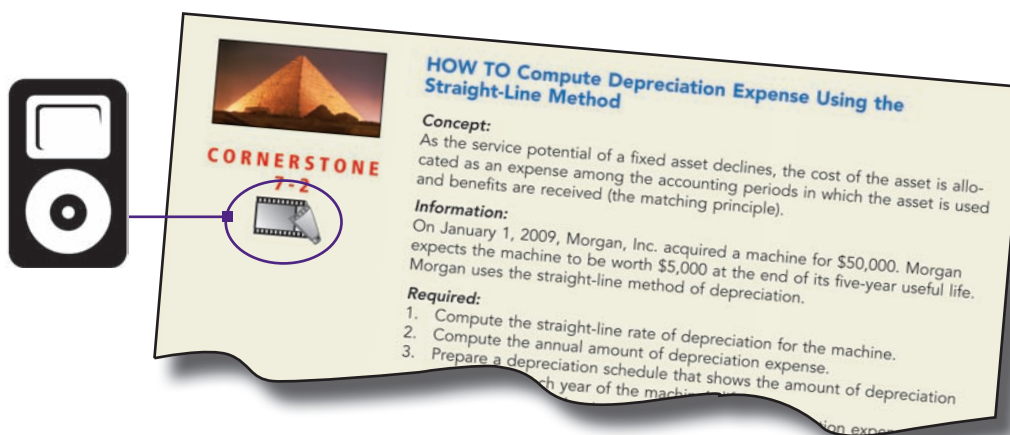 CORNERSTONE
7-2
HOW TO Compute Depreciation Expense Using the
Straight-Line Method
Concept:
As the service potential of a fixed asset declines, the cost of the asset is allo-
cated as an expense among the accounting periods in which the asset is used
and benefits are received (the matching principle).
Information:
On January 1, 2009, Morgan, Inc. acquired a machine for $50,000. Morgan
expects the machine to be worth $5,000 at the end of its five-year useful life.
Morgan uses the straight-line method of depreciation.
Required:
1. Compute the straight-line rate of depreciation for the machine.
2. Compute the annual amount of depreciation expense.
3. Prepare a depreciation schedule that shows the amount of depreciation
year of the